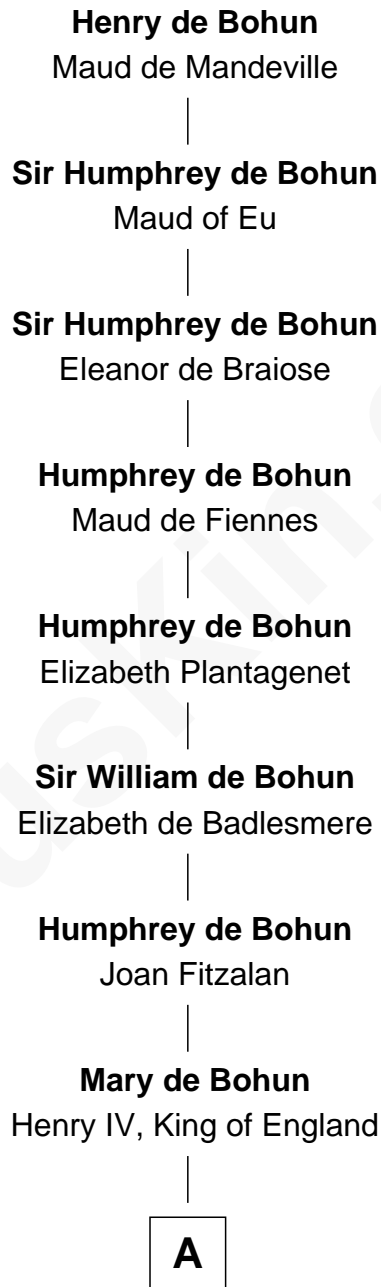 Henry de Bohun
Maud de Mandeville
Sir Humphrey de Bohun
Maud of Eu
Sir Humphrey de Bohun
Eleanor de Braiose
Humphrey de Bohun
Maud de Fiennes
Humphrey de Bohun
Elizabeth Plantagenet
Sir William de Bohun
Elizabeth de Badlesmere
Humphrey de Bohun
Joan Fitzalan
Mary de Bohun
Henry IV, King of England
A